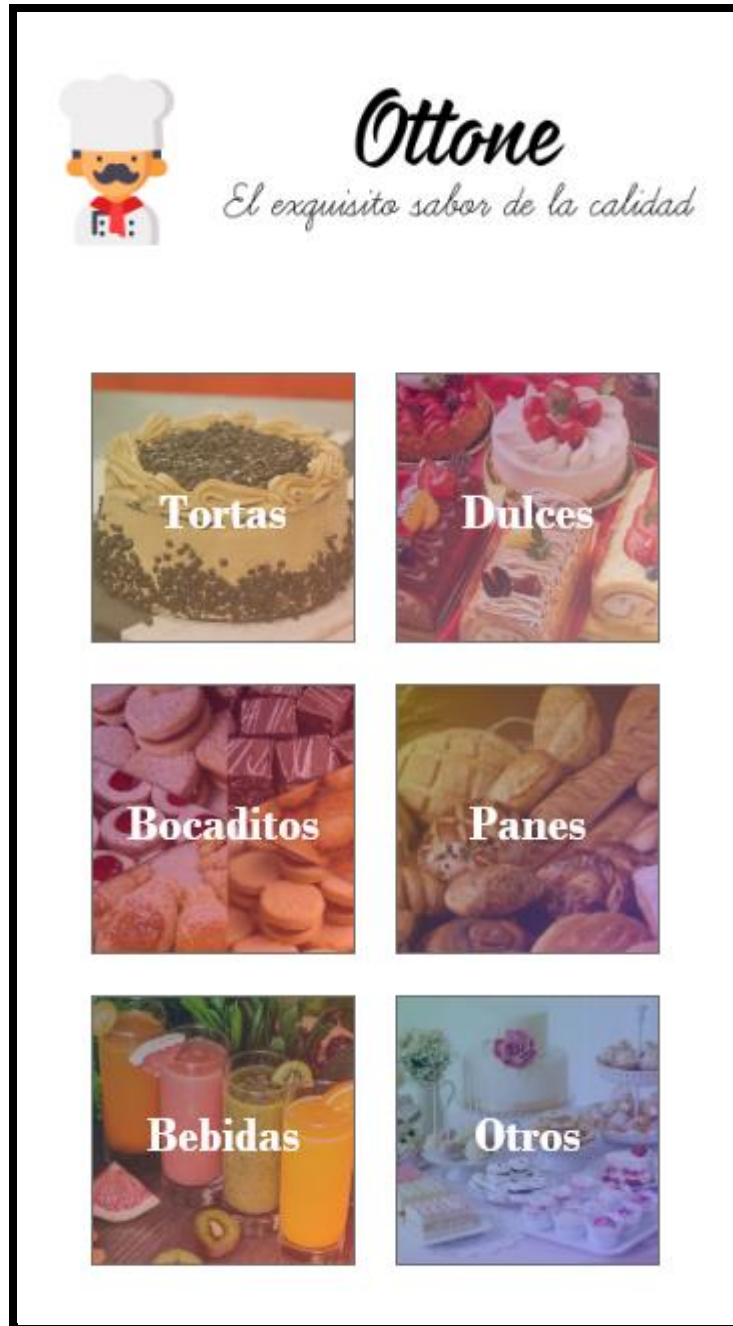 Ottone
El exquisito sabor de la calidad
Tortas
Dulces
Bocaditos
Panes
Bebidas
Otros